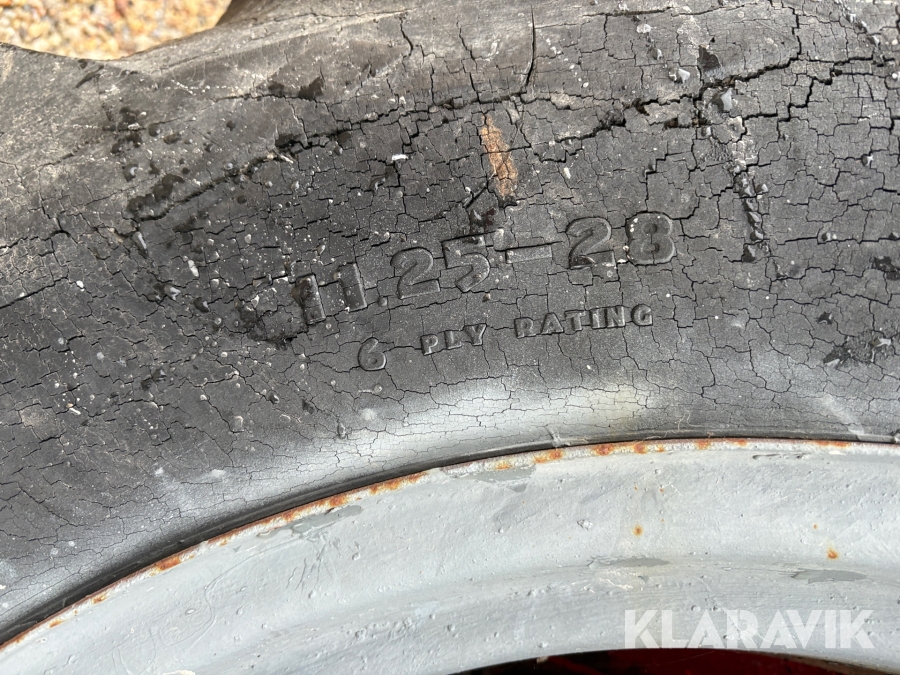 11.25-28
6 PLY RATING
KLARAVIK